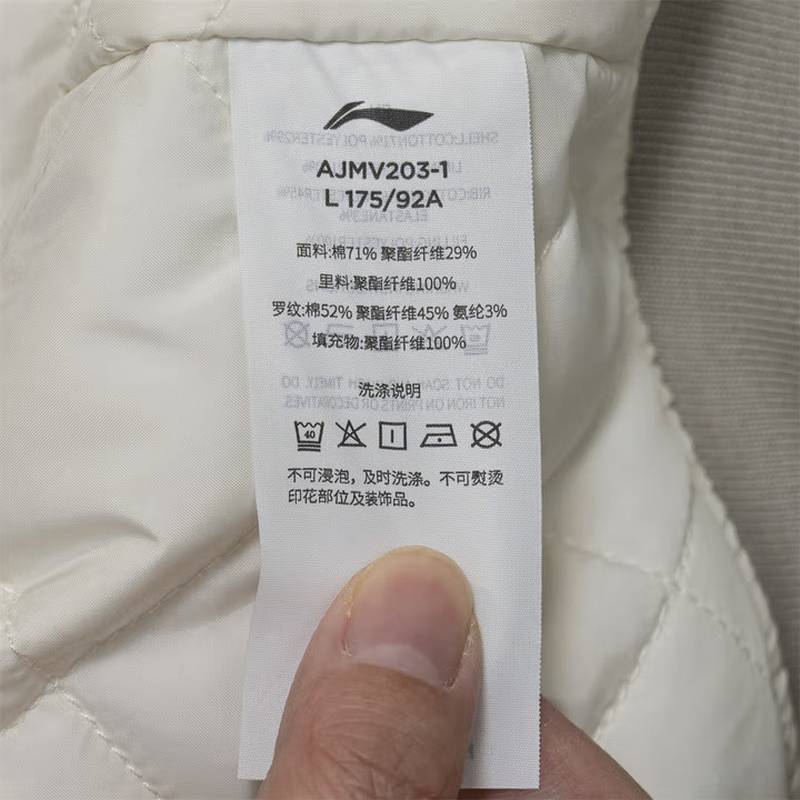 AJMV203-1
L 175/92A
面料:棉71% 聚酯纤维29%
里料:聚酯纤维100%
罗纹:棉52% 聚酯纤维45% 氨纶3%
填充物:聚酯纤维100%
洗涤说明
40
不可浸泡，及时洗涤。不可熨烫
印花部位及装饰品。